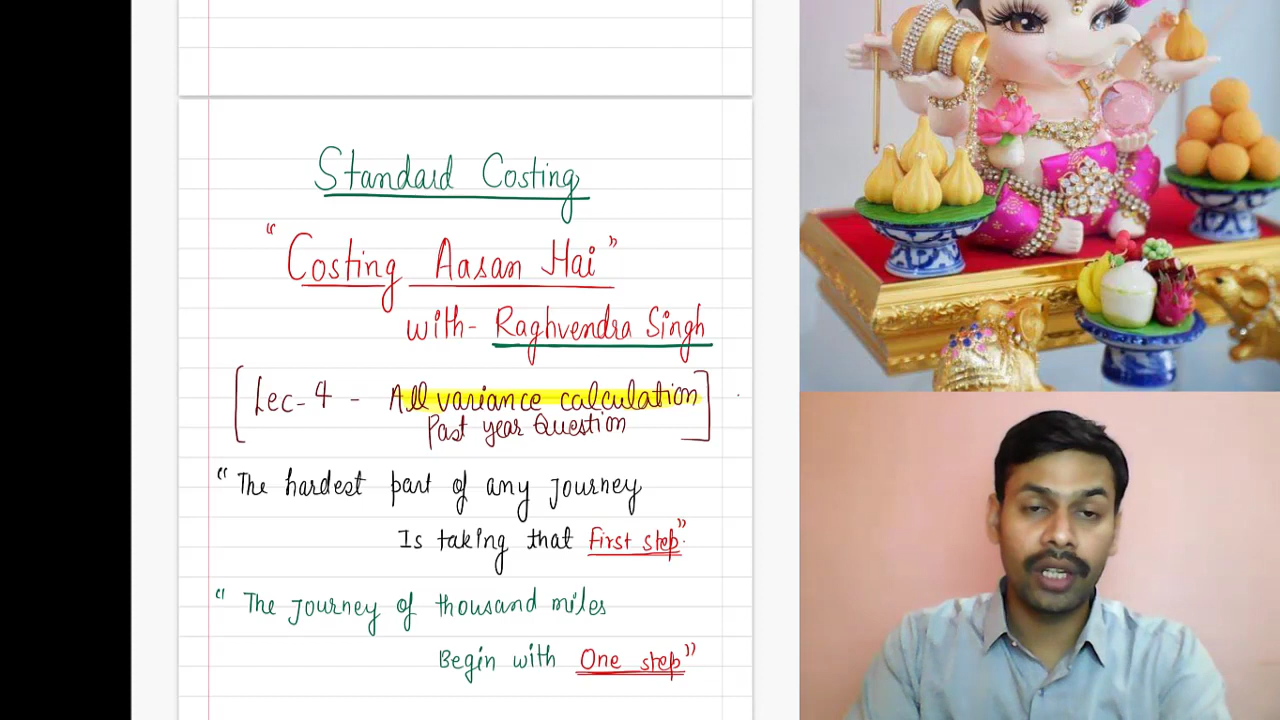 Standard Costing
"Costing Aasan Hai"
with- Raghvendra Singh
[Lec-4 - All variance calculation]
Past year Question
"The hardest part of any journey
Is taking that First step".
"The journey of thousand miles
Begin with One step"